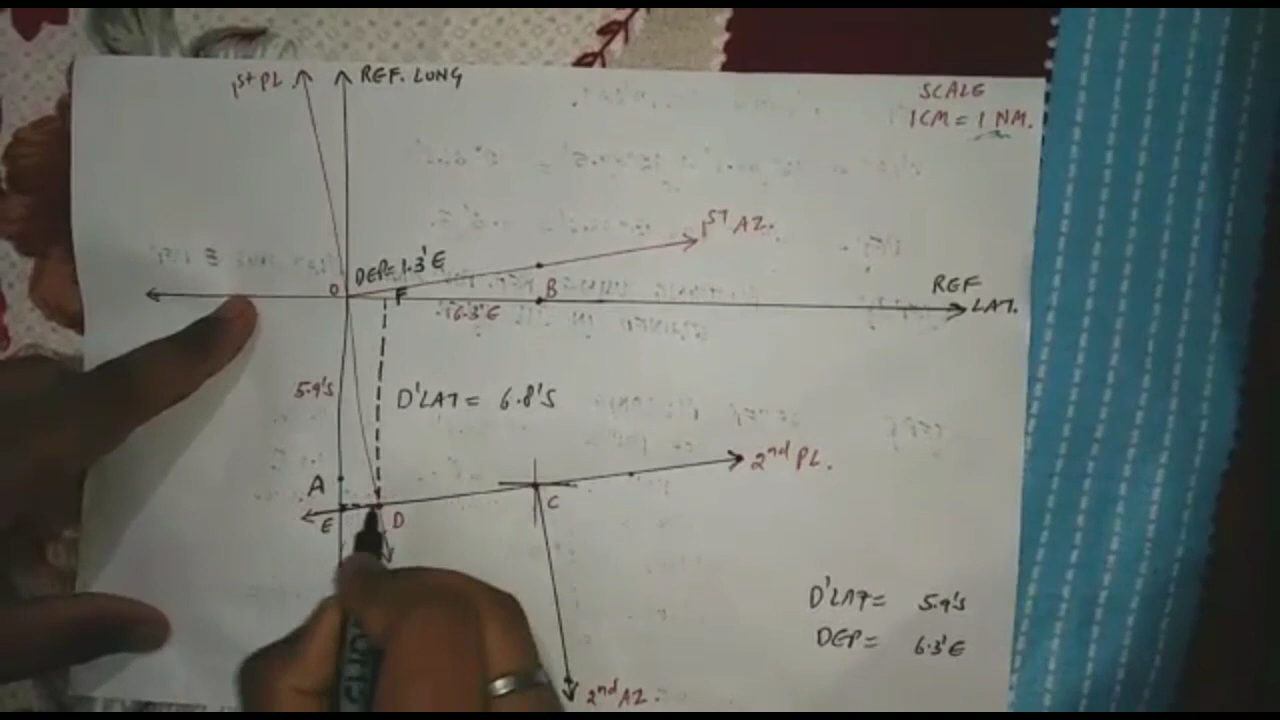 1st PL
REF. LONG
SCALE
1CM = 1 NM.
1ST AZ.
DEP=1.3'E
O
F
B
REF
LAT.
6.3'E
5.9'S
D'LAT = 6.8'S
2nd PL.
A
E
D
C
D'LAT= 5.9'S
DEP= 6.3'E
2nd AZ.